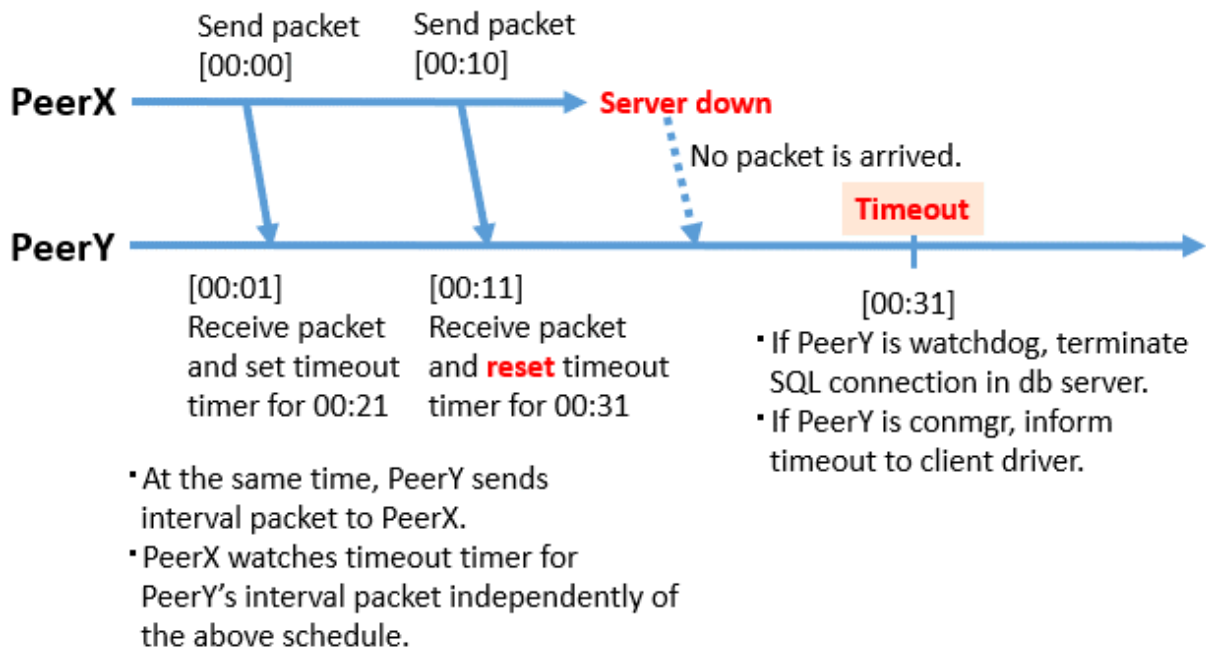 Send packet
[00:00]
Send packet
[00:10]
PeerX
Server down
No packet is arrived.
Timeout
PeerY
[00:01]
Receive packet
and set timeout
timer for 00:21
[00:11]
Receive packet
and reset timeout
timer for 00:31
[00:31]
・If PeerY is watchdog, terminate
SQL connection in db server.
・If PeerY is conmgr, inform
timeout to client driver.
・At the same time, PeerY sends
interval packet to PeerX.
・PeerX watches timeout timer for
PeerY’s interval packet independently of
the above schedule.